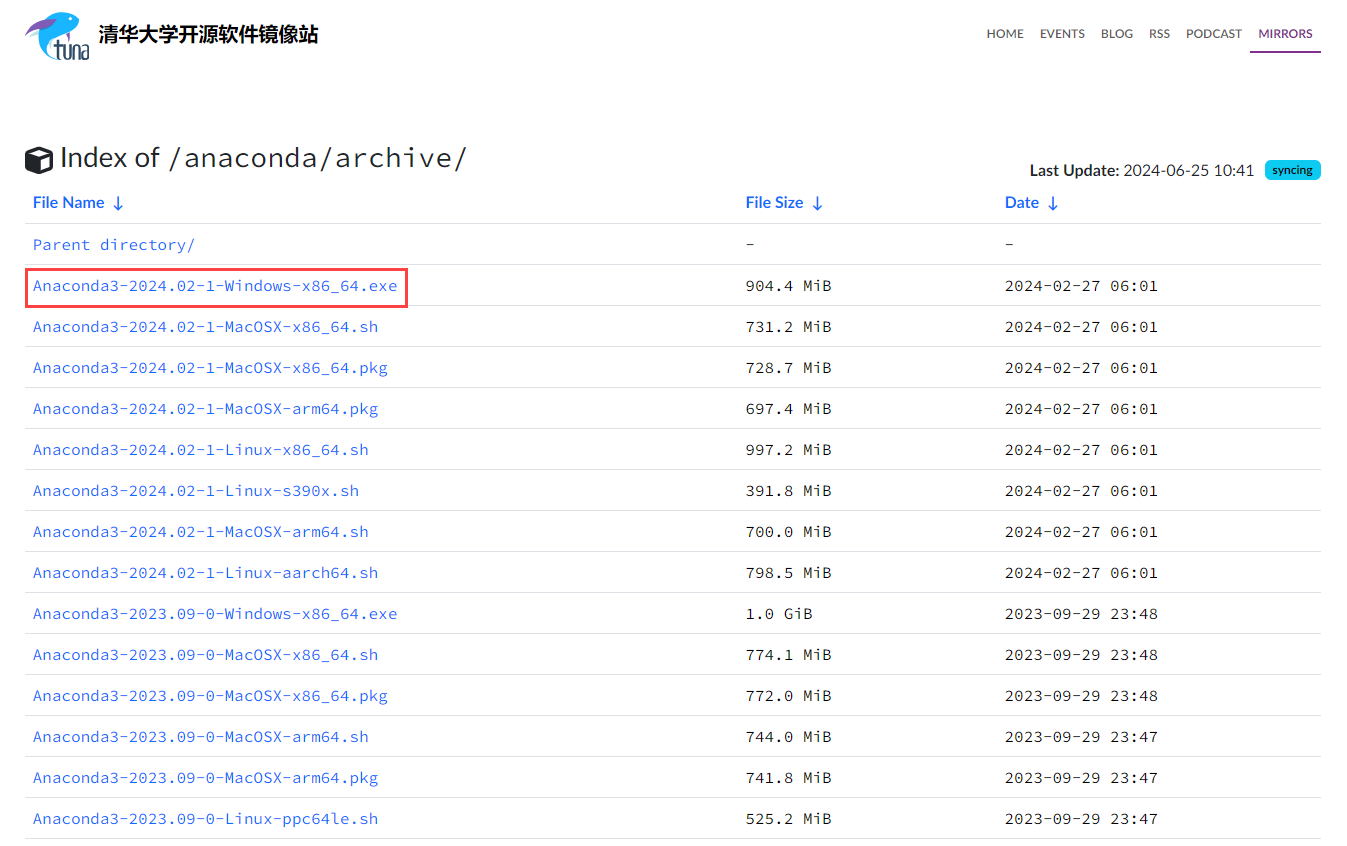 tuna
清华大学开源软件镜像站
HOME EVENTS BLOG RSS PODCAST MIRRORS
Index of /anaconda/archive/
Last Update: 2024-06-25 10:41 syncing
File Name ↓ File Size ↓ Date ↓
Parent directory/ - -
Anaconda3-2024.02-1-Windows-x86_64.exe 904.4 MiB 2024-02-27 06:01
Anaconda3-2024.02-1-MacOSX-x86_64.sh 731.2 MiB 2024-02-27 06:01
Anaconda3-2024.02-1-MacOSX-x86_64.pkg 728.7 MiB 2024-02-27 06:01
Anaconda3-2024.02-1-MacOSX-arm64.pkg 697.4 MiB 2024-02-27 06:01
Anaconda3-2024.02-1-Linux-x86_64.sh 997.2 MiB 2024-02-27 06:01
Anaconda3-2024.02-1-Linux-s390x.sh 391.8 MiB 2024-02-27 06:01
Anaconda3-2024.02-1-MacOSX-arm64.sh 700.0 MiB 2024-02-27 06:01
Anaconda3-2024.02-1-Linux-aarch64.sh 798.5 MiB 2024-02-27 06:01
Anaconda3-2023.09-0-Windows-x86_64.exe 1.0 GiB 2023-09-29 23:48
Anaconda3-2023.09-0-MacOSX-x86_64.sh 774.1 MiB 2023-09-29 23:48
Anaconda3-2023.09-0-MacOSX-x86_64.pkg 772.0 MiB 2023-09-29 23:48
Anaconda3-2023.09-0-MacOSX-arm64.sh 744.0 MiB 2023-09-29 23:47
Anaconda3-2023.09-0-MacOSX-arm64.pkg 741.8 MiB 2023-09-29 23:47
Anaconda3-2023.09-0-Linux-ppc64le.sh 525.2 MiB 2023-09-29 23:47